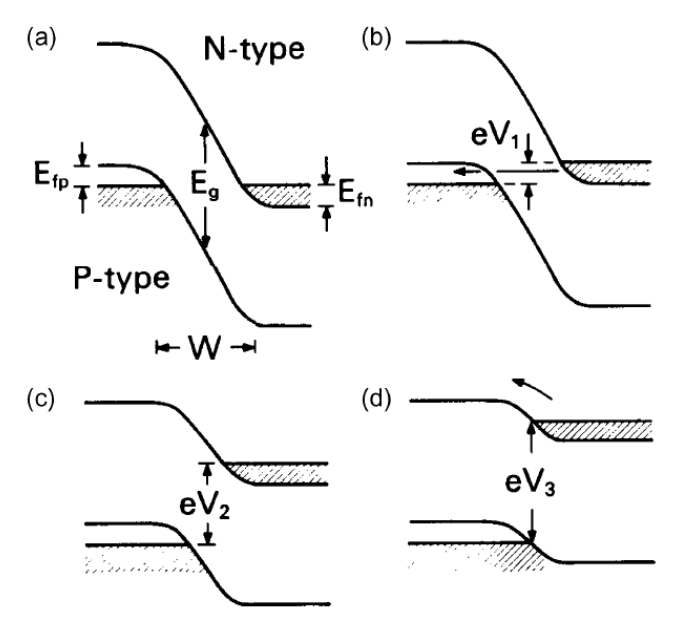 (a)
N-type
E_fp
E_g
E_fn
P-type
W
(b)
eV_1
(c)
eV_2
(d)
eV_3